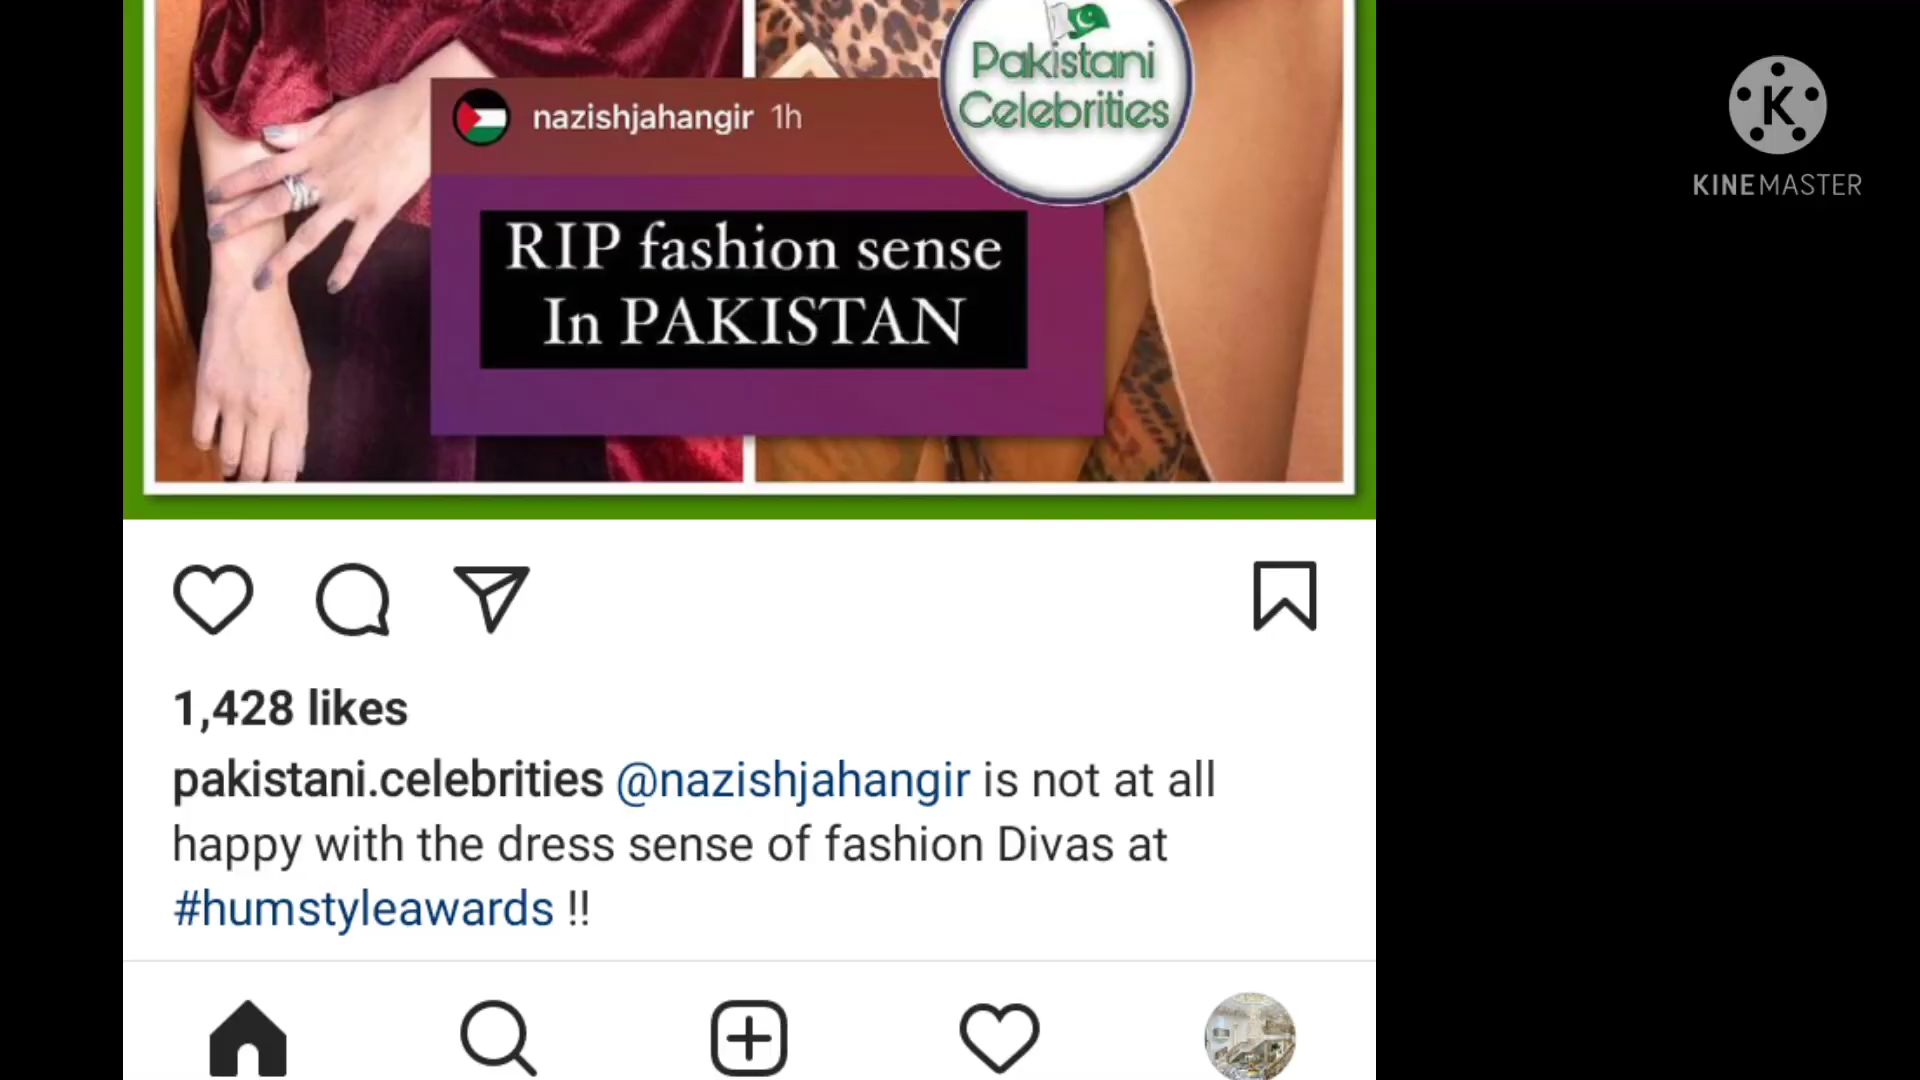 Pakistani
Celebrities
nazishjahangir 1h
RIP fashion sense
In PAKISTAN
K
KINEMASTER
1,428 likes
pakistani.celebrities @nazishjahangir is not at all
happy with the dress sense of fashion Divas at
#humstyleawards !!